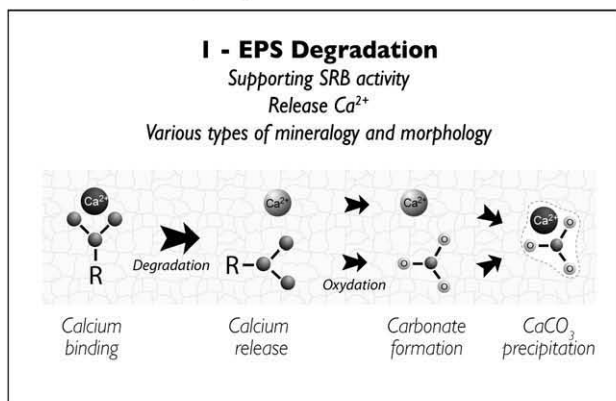 1 - EPS Degradation
Supporting SRB activity
Release Ca²⁺
Various types of mineralogy and morphology
Ca²⁺
R
Degradation
Ca²⁺
R
Oxydation
Ca²⁺
O
O
O
Ca²⁺
O
O
O
Calcium
binding
Calcium
release
Carbonate
formation
CaCO₃
precipitation